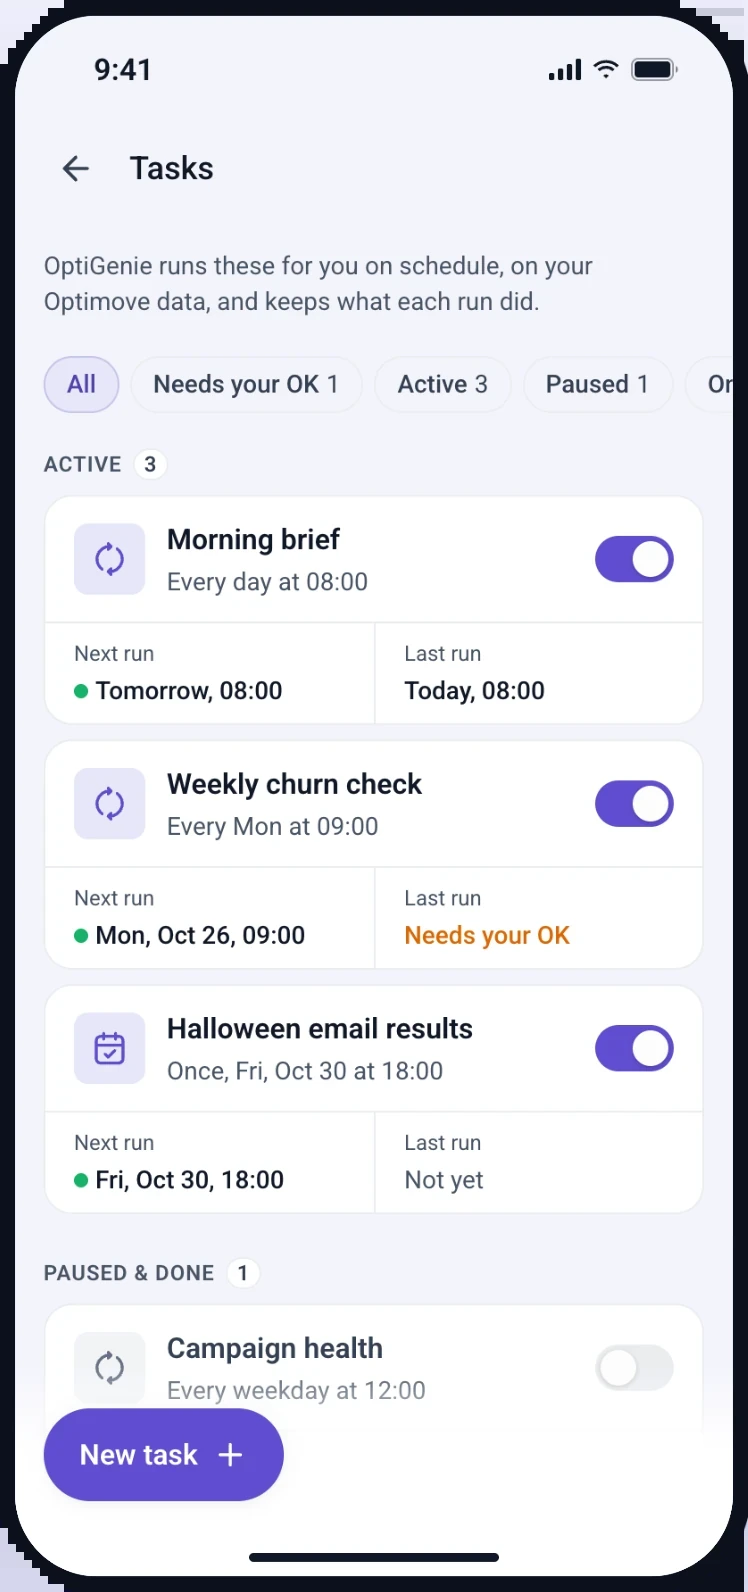 9:41
Tasks
OptiGenie runs these for you on schedule, on your
Optimove data, and keeps what each run did.
All
Needs your OK 1
Active 3
Paused 1
ACTIVE 3
Morning brief
Every day at 08:00
Next run
Last run
Tomorrow, 08:00
Today, 08:00
Weekly churn check
Every Mon at 09:00
Next run
Last run
Mon, Oct 26, 09:00
Needs your OK
Halloween email results
Once, Fri, Oct 30 at 18:00
Next run
Last run
Fri, Oct 30, 18:00
Not yet
PAUSED & DONE 1
Campaign health
Every weekday at 12:00
New task +